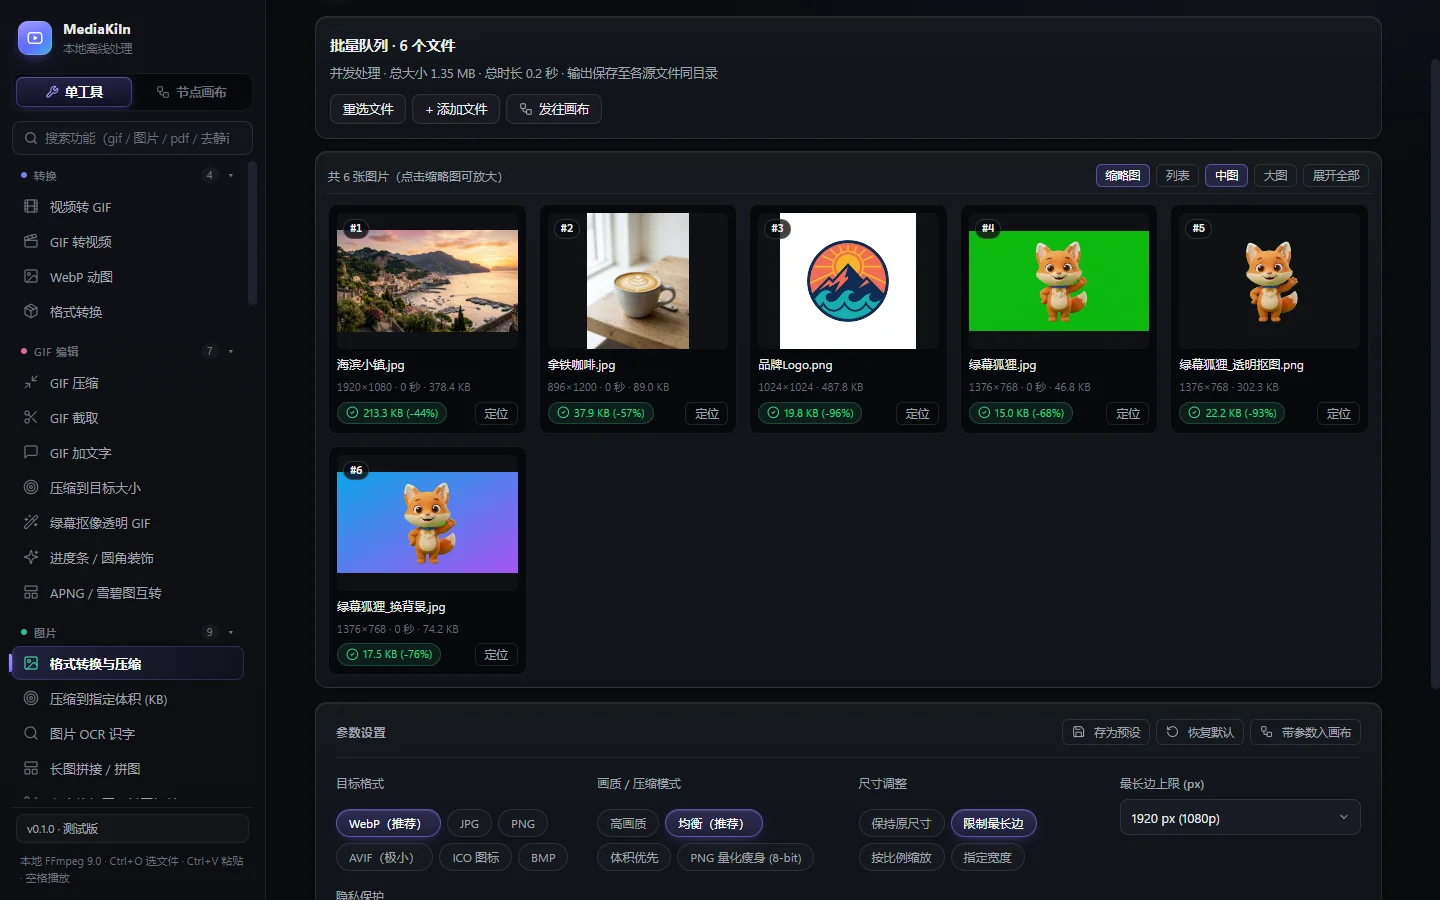 MediaKiln
本地离线处理
单工具
节点画布
搜索功能（gif / 图片 / pdf / 去静
转换
4
视频转 GIF
GIF 转视频
WebP 动图
格式转换
GIF 编辑
7
GIF 压缩
GIF 截取
GIF 加文字
压缩到目标大小
绿幕抠像透明 GIF
进度条 / 圆角装饰
APNG / 雪碧图互转
图片
9
格式转换与压缩
压缩到指定体积 (KB)
图片 OCR 识字
长图拼接 / 拼图
v0.1.0 · 测试版
本地 FFmpeg 9.0 · Ctrl+O 选文件 · Ctrl+V 粘贴
· 空格播放
批量队列 · 6 个文件
并发处理 · 总大小 1.35 MB · 总时长 0.2 秒 · 输出保存至各源文件同目录
重选文件
+ 添加文件
发往画布
共 6 张图片（点击缩略图可放大）
缩略图
列表
中图
大图
展开全部
#1
海滨小镇.jpg
1920×1080 · 0 秒 · 378.4 KB
213.3 KB (-44%)
定位
#2
拿铁咖啡.jpg
896×1200 · 0 秒 · 89.0 KB
37.9 KB (-57%)
定位
#3
品牌Logo.png
1024×1024 · 487.8 KB
19.8 KB (-96%)
定位
#4
绿幕狐狸.jpg
1376×768 · 0 秒 · 46.8 KB
15.0 KB (-68%)
定位
#5
绿幕狐狸_透明抠图.png
1376×768 · 302.3 KB
22.2 KB (-93%)
定位
#6
绿幕狐狸_换背景.jpg
1376×768 · 0 秒 · 74.2 KB
17.5 KB (-76%)
定位
参数设置
存为预设
恢复默认
带参数入画布
目标格式
WebP（推荐）
JPG
PNG
AVIF（极小）
ICO 图标
BMP
画质 / 压缩模式
高画质
均衡（推荐）
体积优先
PNG 量化瘦身 (8-bit)
尺寸调整
保持原尺寸
限制最长边
按比例缩放
指定宽度
最长边上限 (px)
1920 px (1080p)
隐私保护